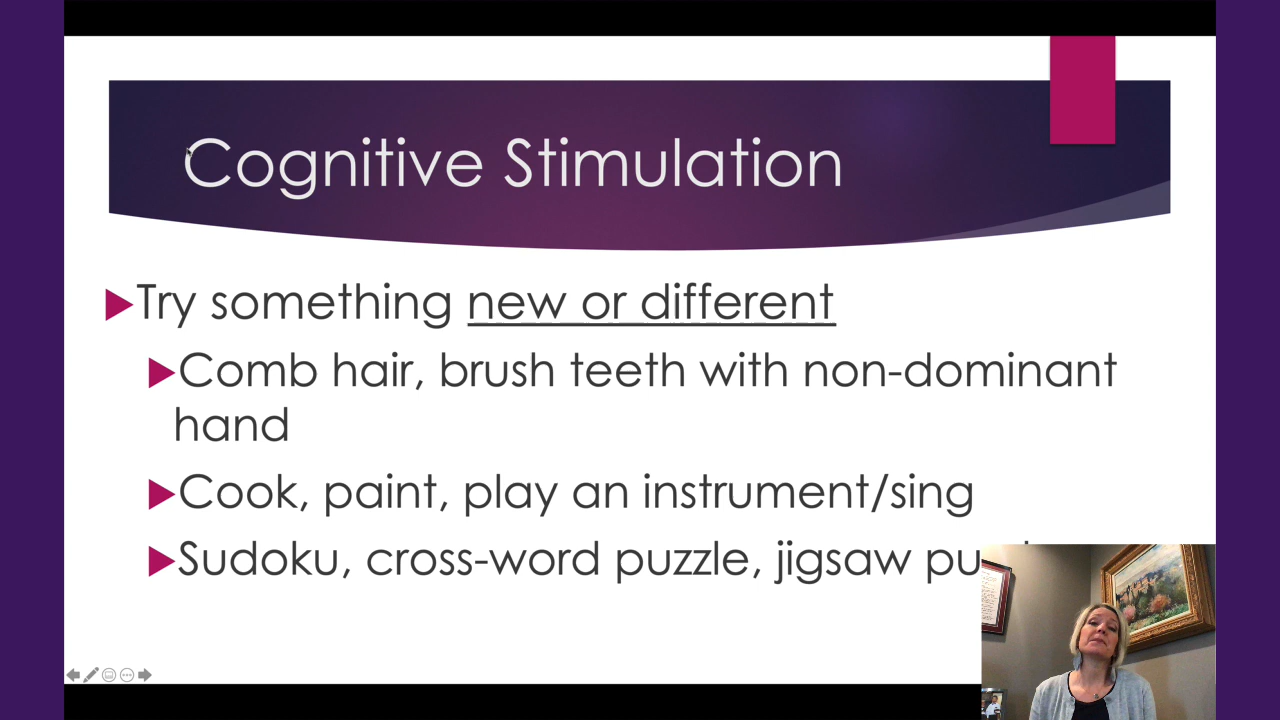 Cognitive Stimulation
Try something new or different
Comb hair, brush teeth with non-dominant
hand
Cook, paint, play an instrument/sing
Sudoku, cross-word puzzle, jigsaw